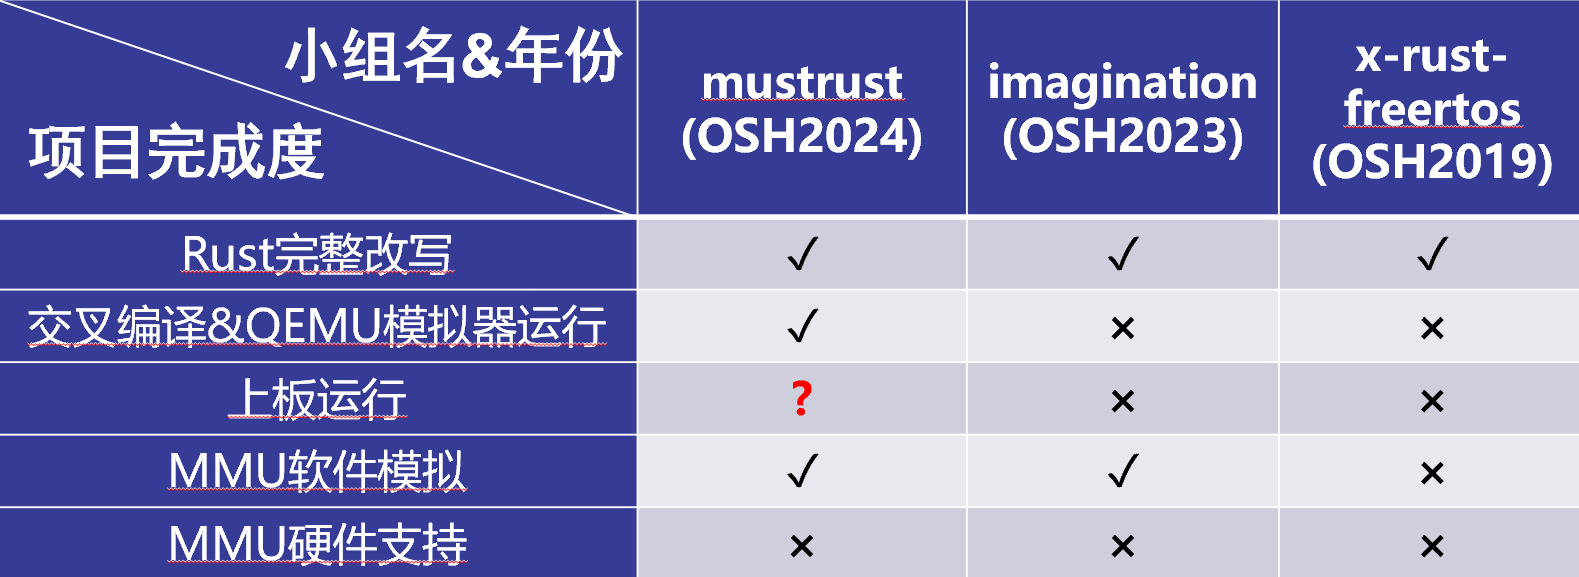 小组名&年份
项目完成度
mustrust
(OSH2024)
imagination
(OSH2023)
x-rust-
freertos
(OSH2019)
Rust完整改写 ✓ ✓ ✓
交叉编译&QEMU模拟器运行 ✓ × ×
上板运行 ? × ×
MMU软件模拟 ✓ ✓ ×
MMU硬件支持 × × ×